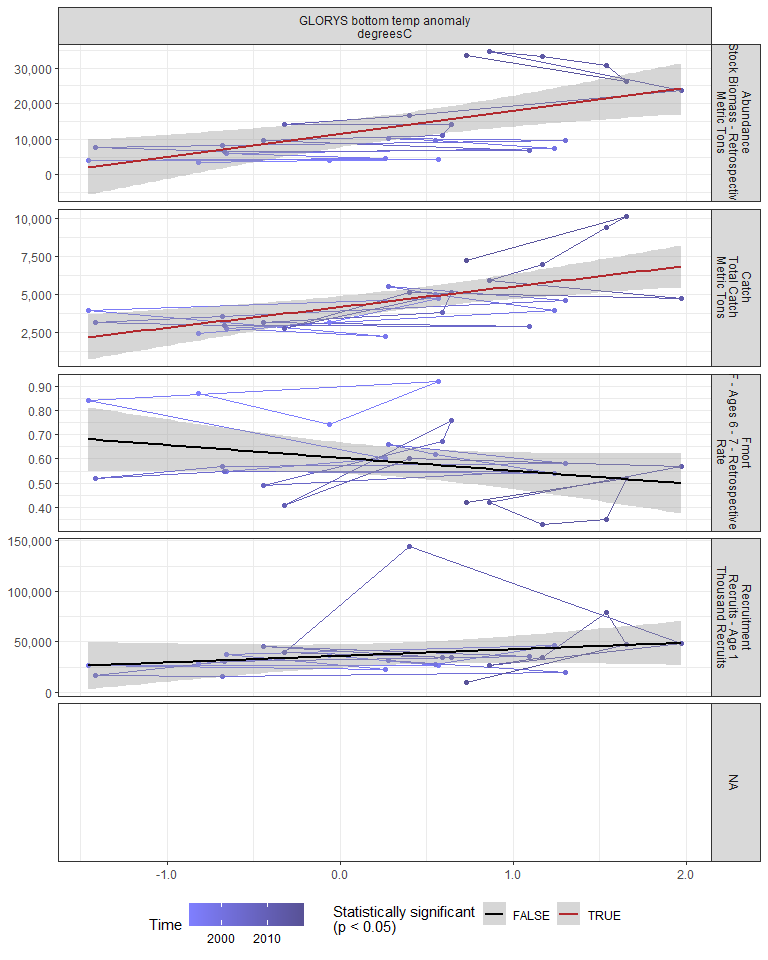 GLORYS bottom temp anomaly
degreesC
30,000
20,000
10,000
0
Abundance
Stock Biomass - Retrospectiv
Metric Tons
10,000
7,500
5,000
2,500
Catch
Total Catch
Metric Tons
0.90
0.80
0.70
0.60
0.50
0.40
Fmort
F - Ages 6 - 7 - Retrospective
Rate
150,000
100,000
50,000
0
Recruitment
Recruits - Age 1
Thousand Recruits
NA
-1.0 0.0 1.0 2.0
Time
2000 2010
Statistically significant
(p < 0.05)
FALSE TRUE